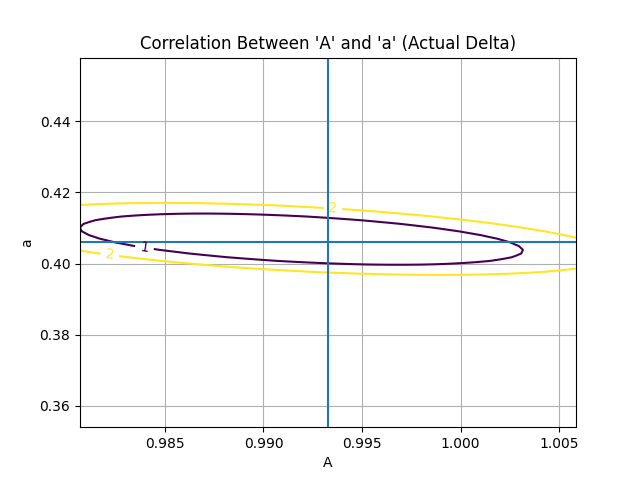 Correlation Between 'A' and 'a' (Actual Delta)
0.44
0.42
0.40
0.38
0.36
a
2
1
2
0.985 0.990 0.995 1.000 1.005
A